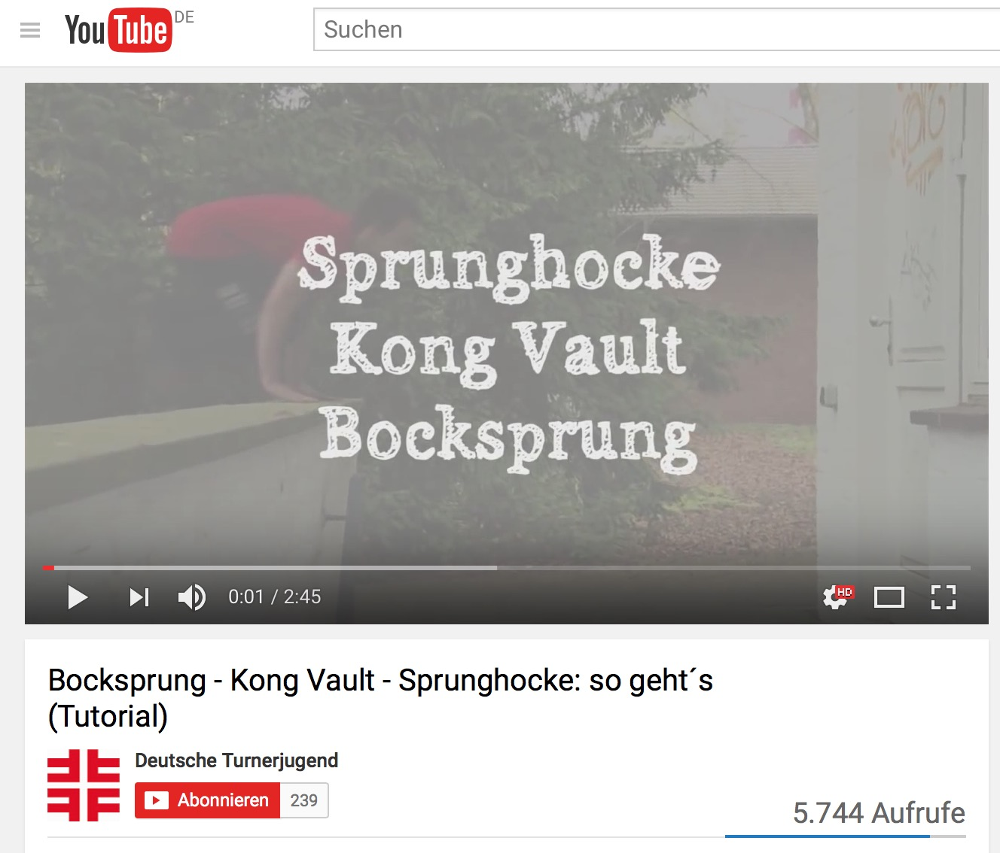 YouTube DE
Suchen
Sprunghocke
Kong Vault
Bocksprung
0:01 / 2:45
HD
Bocksprung - Kong Vault - Sprunghocke: so geht´s
(Tutorial)
Deutsche Turnerjugend
Abonnieren 239
5.744 Aufrufe